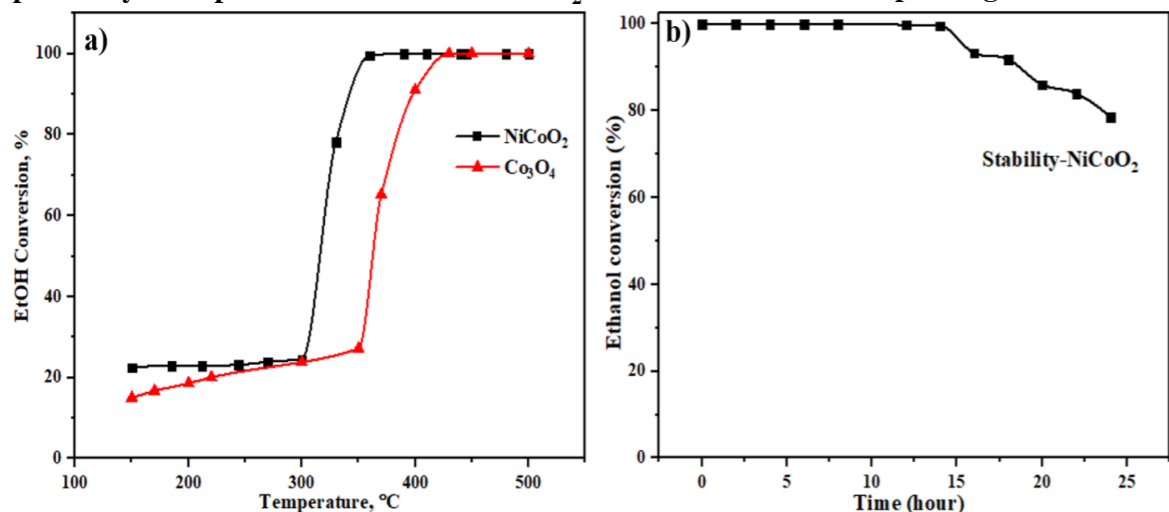 a)
EtOH Conversion, %
100
80
60
40
20
0
NiCoO₂
Co₃O₄
100 200 300 400 500
Temperature, °C
b)
Ethanol conversion (%)
100
80
60
40
20
0
Stability-NiCoO₂
0 5 10 15 20 25
Time (hour)